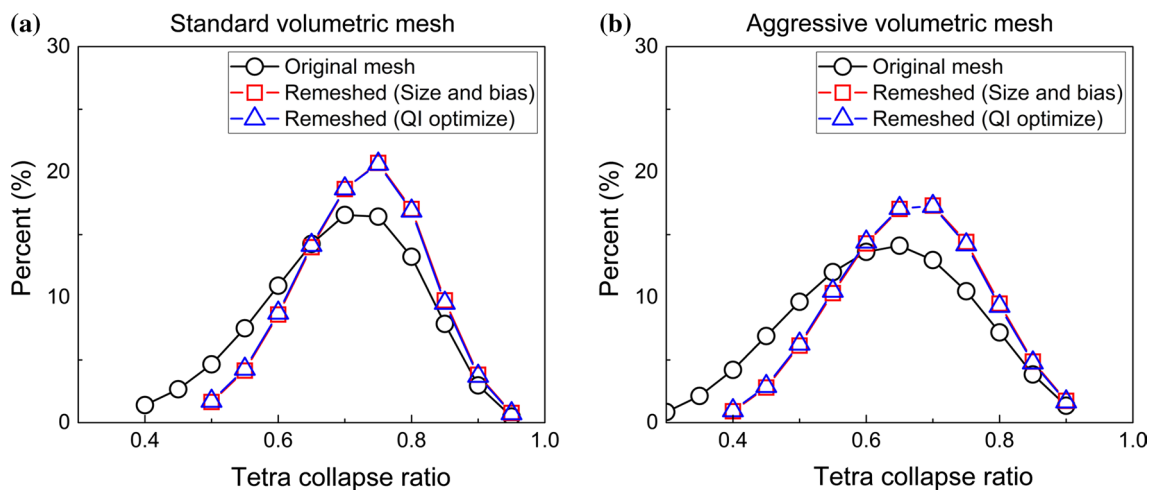 (a) Standard volumetric mesh
30
20
10
0
Percent (%)
Original mesh
Remeshed (Size and bias)
Remeshed (QI optimize)
0.4 0.6 0.8 1.0
Tetra collapse ratio
(b) Aggressive volumetric mesh
30
20
10
0
Percent (%)
Original mesh
Remeshed (Size and bias)
Remeshed (QI optimize)
0.4 0.6 0.8 1.0
Tetra collapse ratio